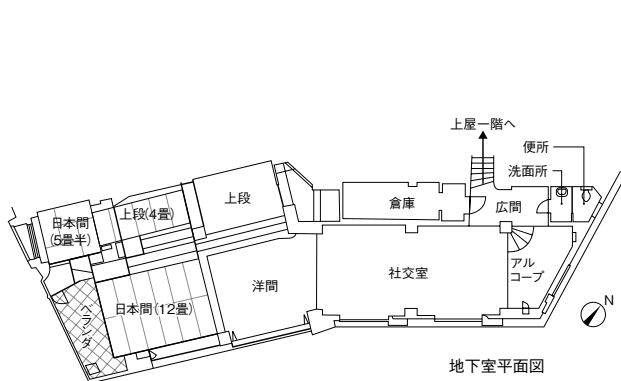 上屋一階へ
便所
洗面所
上段
倉庫
広間
日本間
(5畳半)
上段(4畳)
アル
コープ
社交室
洋間
日本間(12畳)
ベランダ
N
地下室平面図